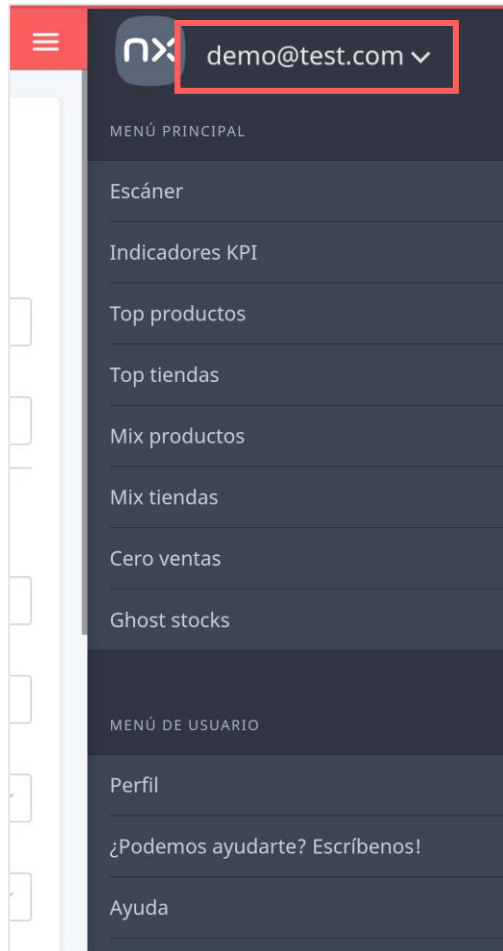 nx
demo@test.com
MENÚ PRINCIPAL
Escáner
Indicadores KPI
Top productos
Top tiendas
Mix productos
Mix tiendas
Cero ventas
Ghost stocks
MENÚ DE USUARIO
Perfil
¿Podemos ayudarte? Escríbenos!
Ayuda